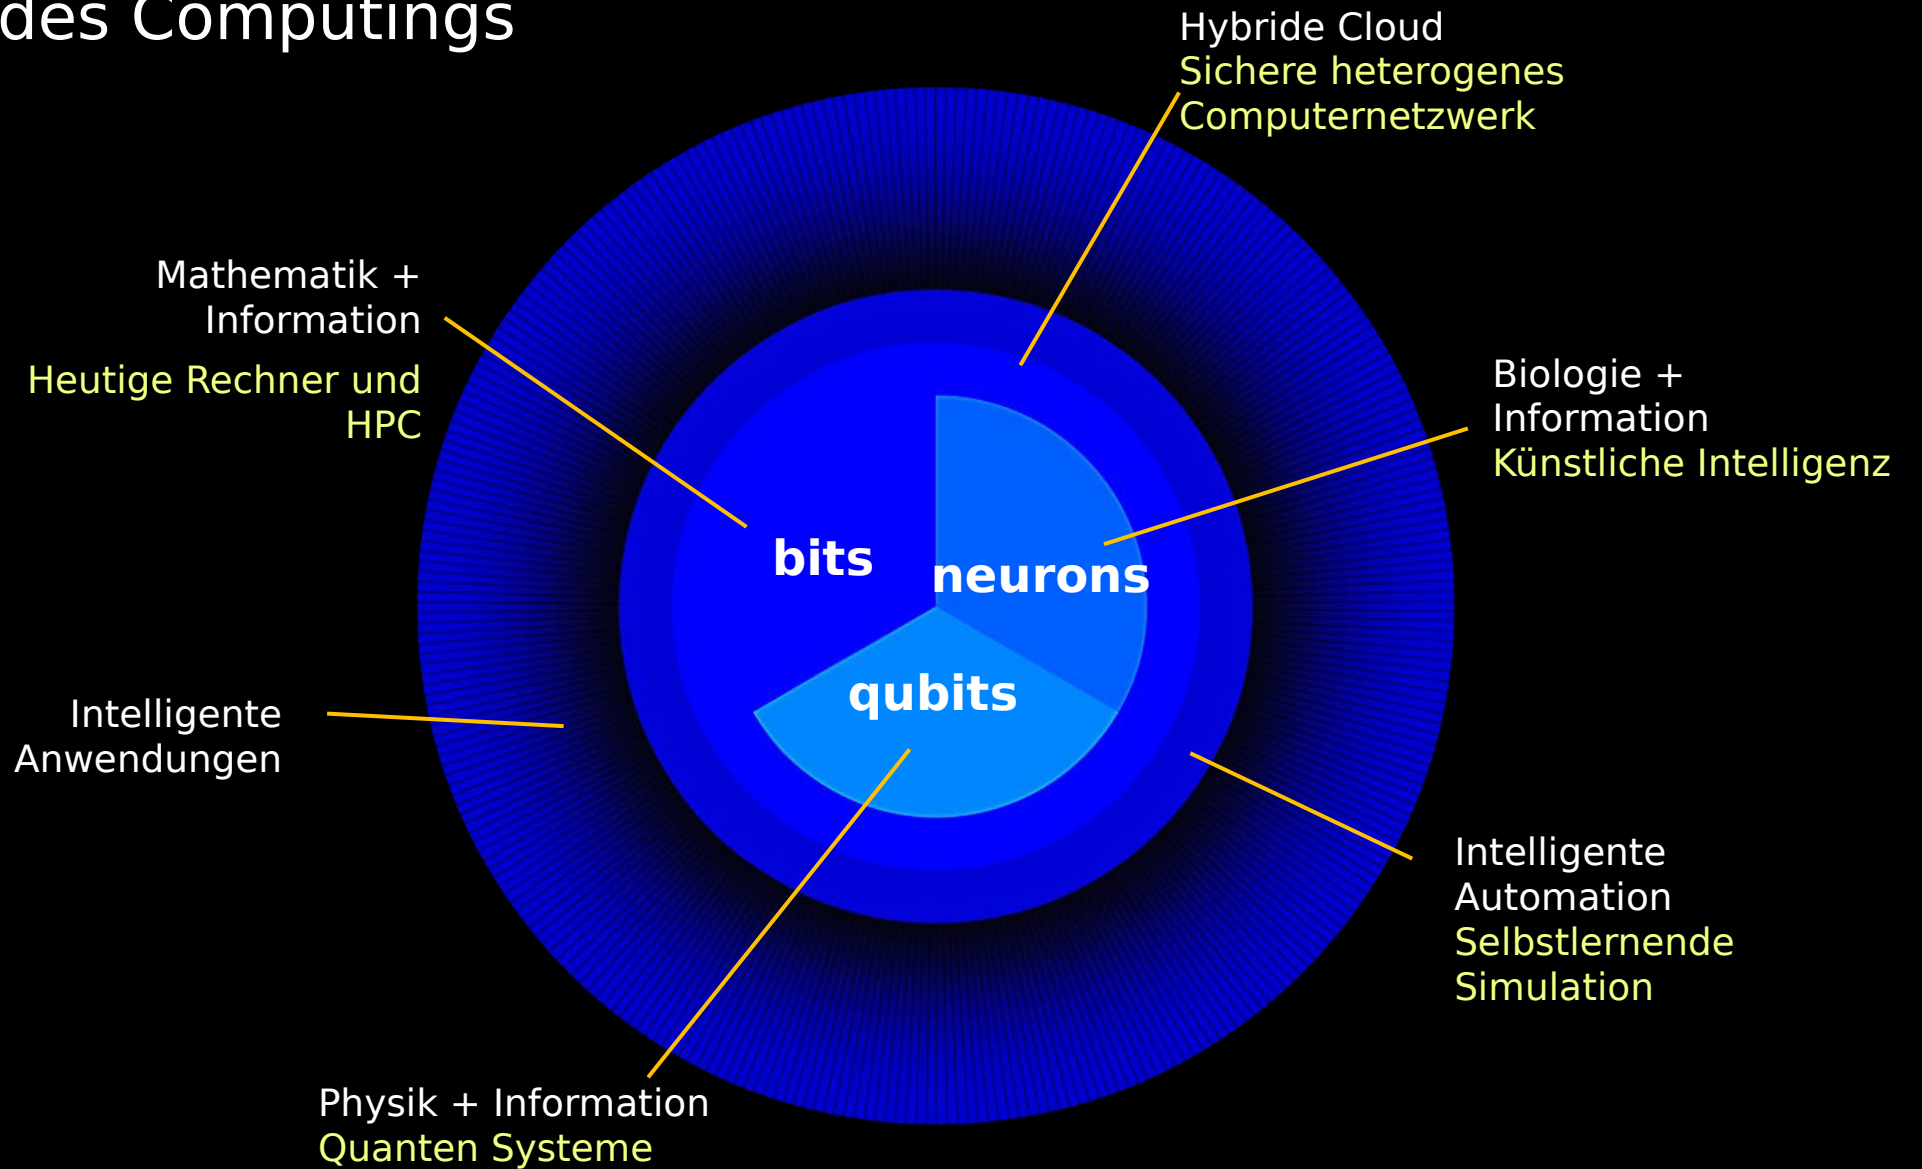 des Computings
Hybride Cloud
Sichere heterogenes
Computernetzwerk
Mathematik +
Information
Heutige Rechner und
HPC
Biologie +
Information
Künstliche Intelligenz
bits
neurons
qubits
Intelligente
Anwendungen
Intelligente
Automation
Selbstlernende
Simulation
Physik + Information
Quanten Systeme